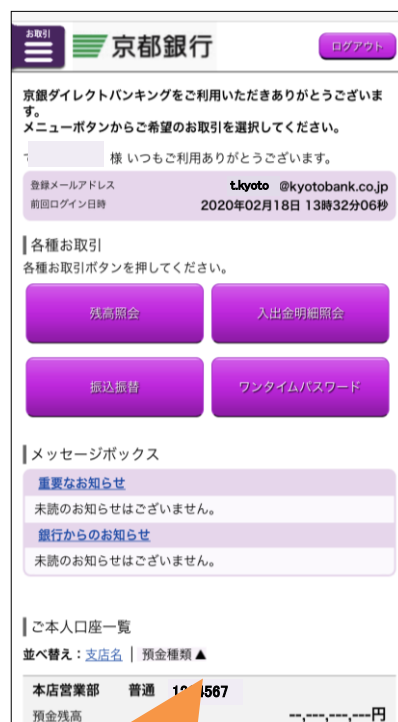 お取引
京都銀行
ログアウト
京銀ダイレクトバンキングをご利用いただきありがとうございま
す。
メニューボタンからご希望のお取引を選択してください。
様 いつもご利用ありがとうございます。
登録メールアドレス t.kyoto @kyotobank.co.jp
前回ログイン日時 2020年02月18日 13時32分06秒
各種お取引
各種お取引ボタンを押してください。
残高照会 入出金明細照会
振込振替 ワンタイムパスワード
メッセージボックス
重要なお知らせ
未読のお知らせはございません。
銀行からのお知らせ
未読のお知らせはございません。
ご本人口座一覧
並べ替え：支店名 | 預金種類▲
本店営業部 普通 1234567
預金残高 --,---,---,---円